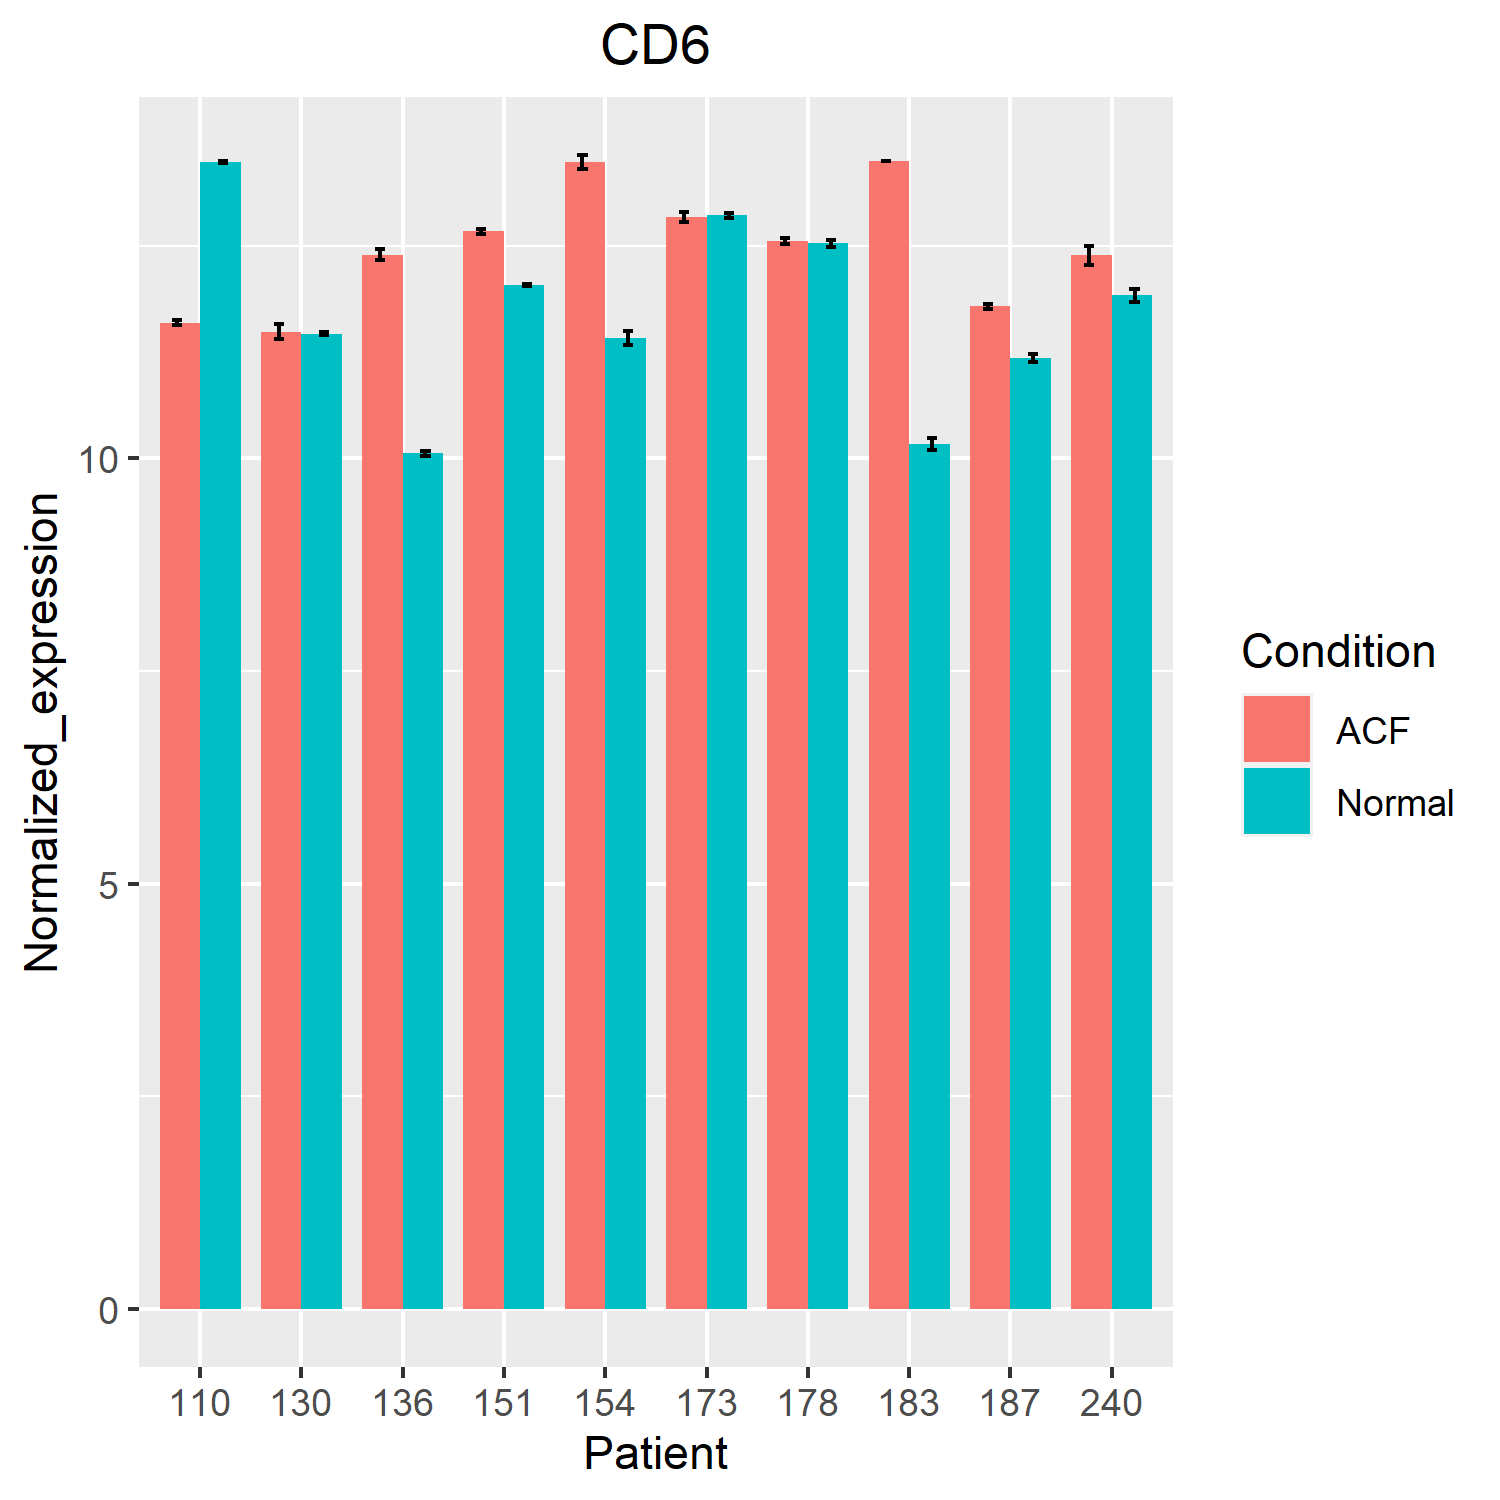 CD6
Normalized_expression
10
5
0
110 130 136 151 154 173 178 183 187 240
Patient
Condition
ACF
Normal